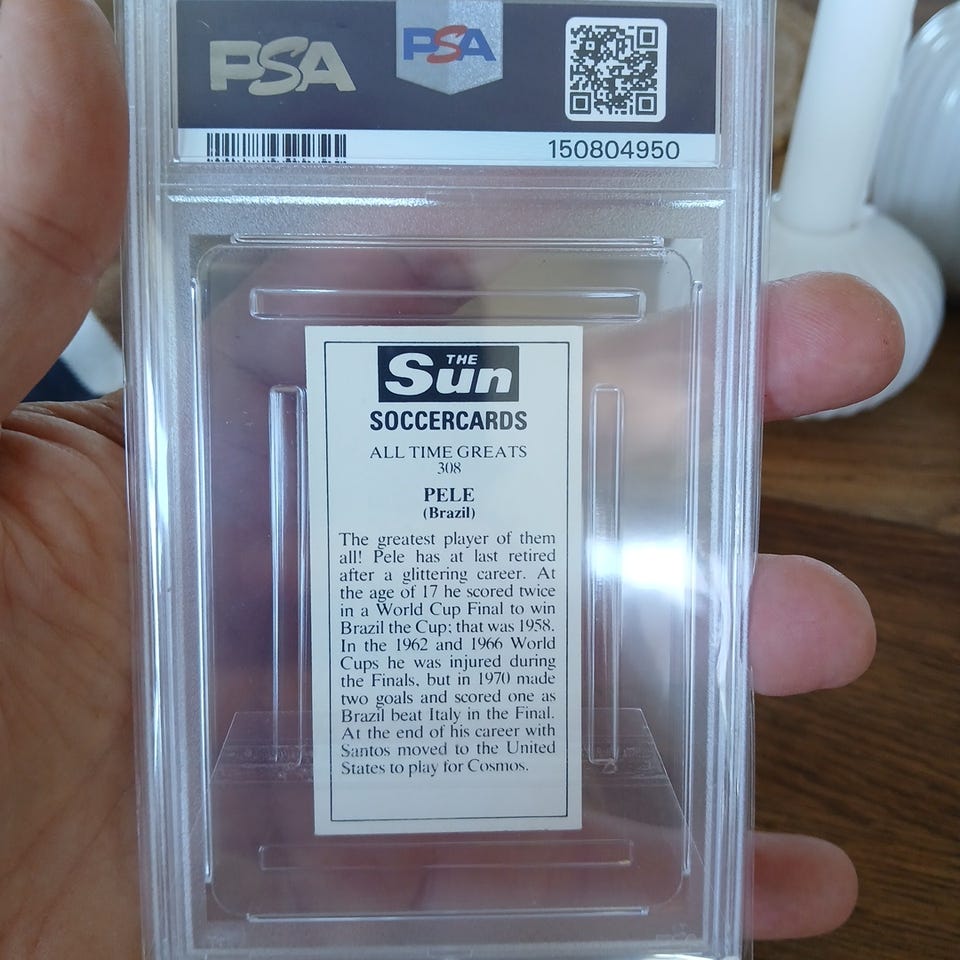 PSA PSA
150804950
THE
Sun
SOCCERCARDS
ALL TIME GREATS
308
PELE
(Brazil)
The greatest player of them
all! Pele has at last retired
after a glittering career. At
the age of 17 he scored twice
in a World Cup Final to win
Brazil the Cup; that was 1958.
In the 1962 and 1966 World
Cups he was injured during
the Finals, but in 1970 made
two goals and scored one as
Brazil beat Italy in the Final.
At the end of his career with
Santos moved to the United
States to play for Cosmos.